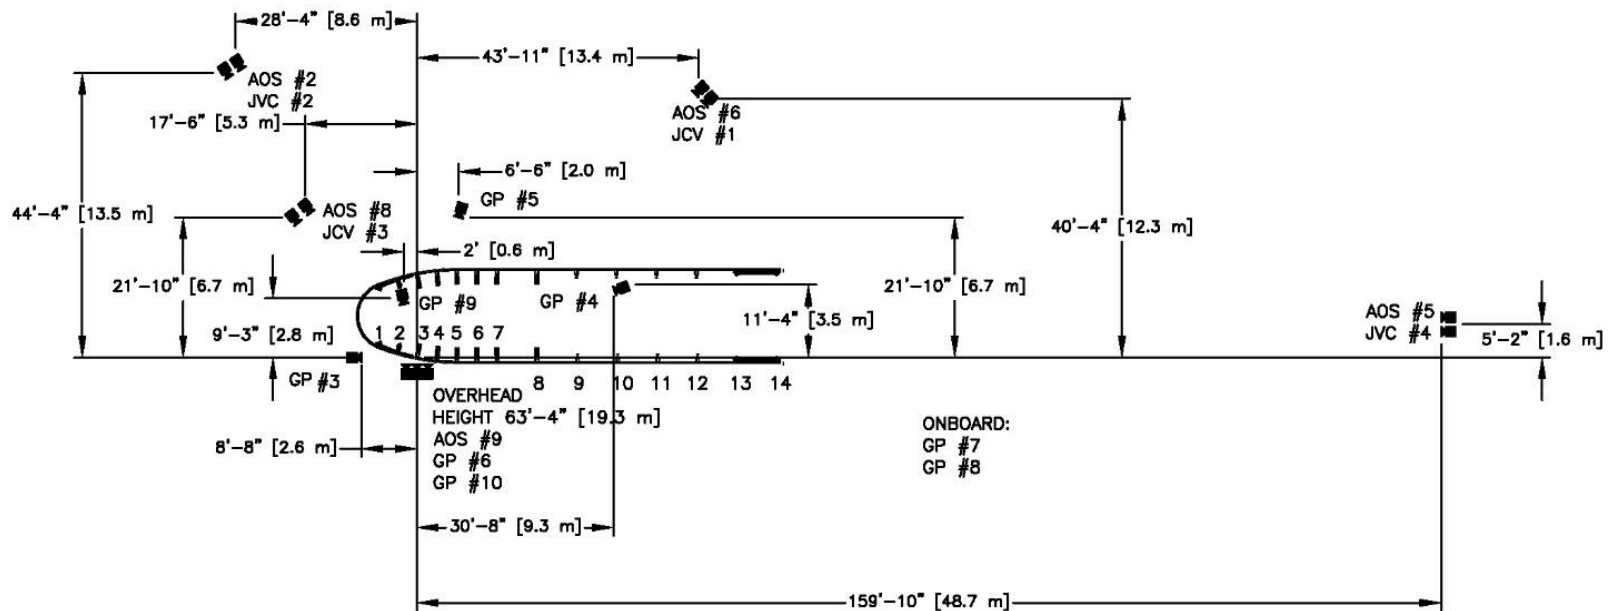 28'-4" [8.6 m]
43'-11" [13.4 m]
AOS #2
JVC #2
AOS #6
JCV #1
17'-6" [5.3 m]
6'-6" [2.0 m]
GP #5
AOS #8
JCV #3
44'-4" [13.5 m]
40'-4" [12.3 m]
2' [0.6 m]
21'-10" [6.7 m]
21'-10" [6.7 m]
GP #9
GP #4
11'-4" [3.5 m]
AOS #5
JVC #4
9'-3" [2.8 m]
1 2 3 4 5 6 7
5'-2" [1.6 m]
GP #3
8 9 10 11 12 13 14
OVERHEAD
HEIGHT 63'-4" [19.3 m]
AOS #9
GP #6
GP #10
ONBOARD:
GP #7
GP #8
8'-8" [2.6 m]
30'-8" [9.3 m]
159'-10" [48.7 m]